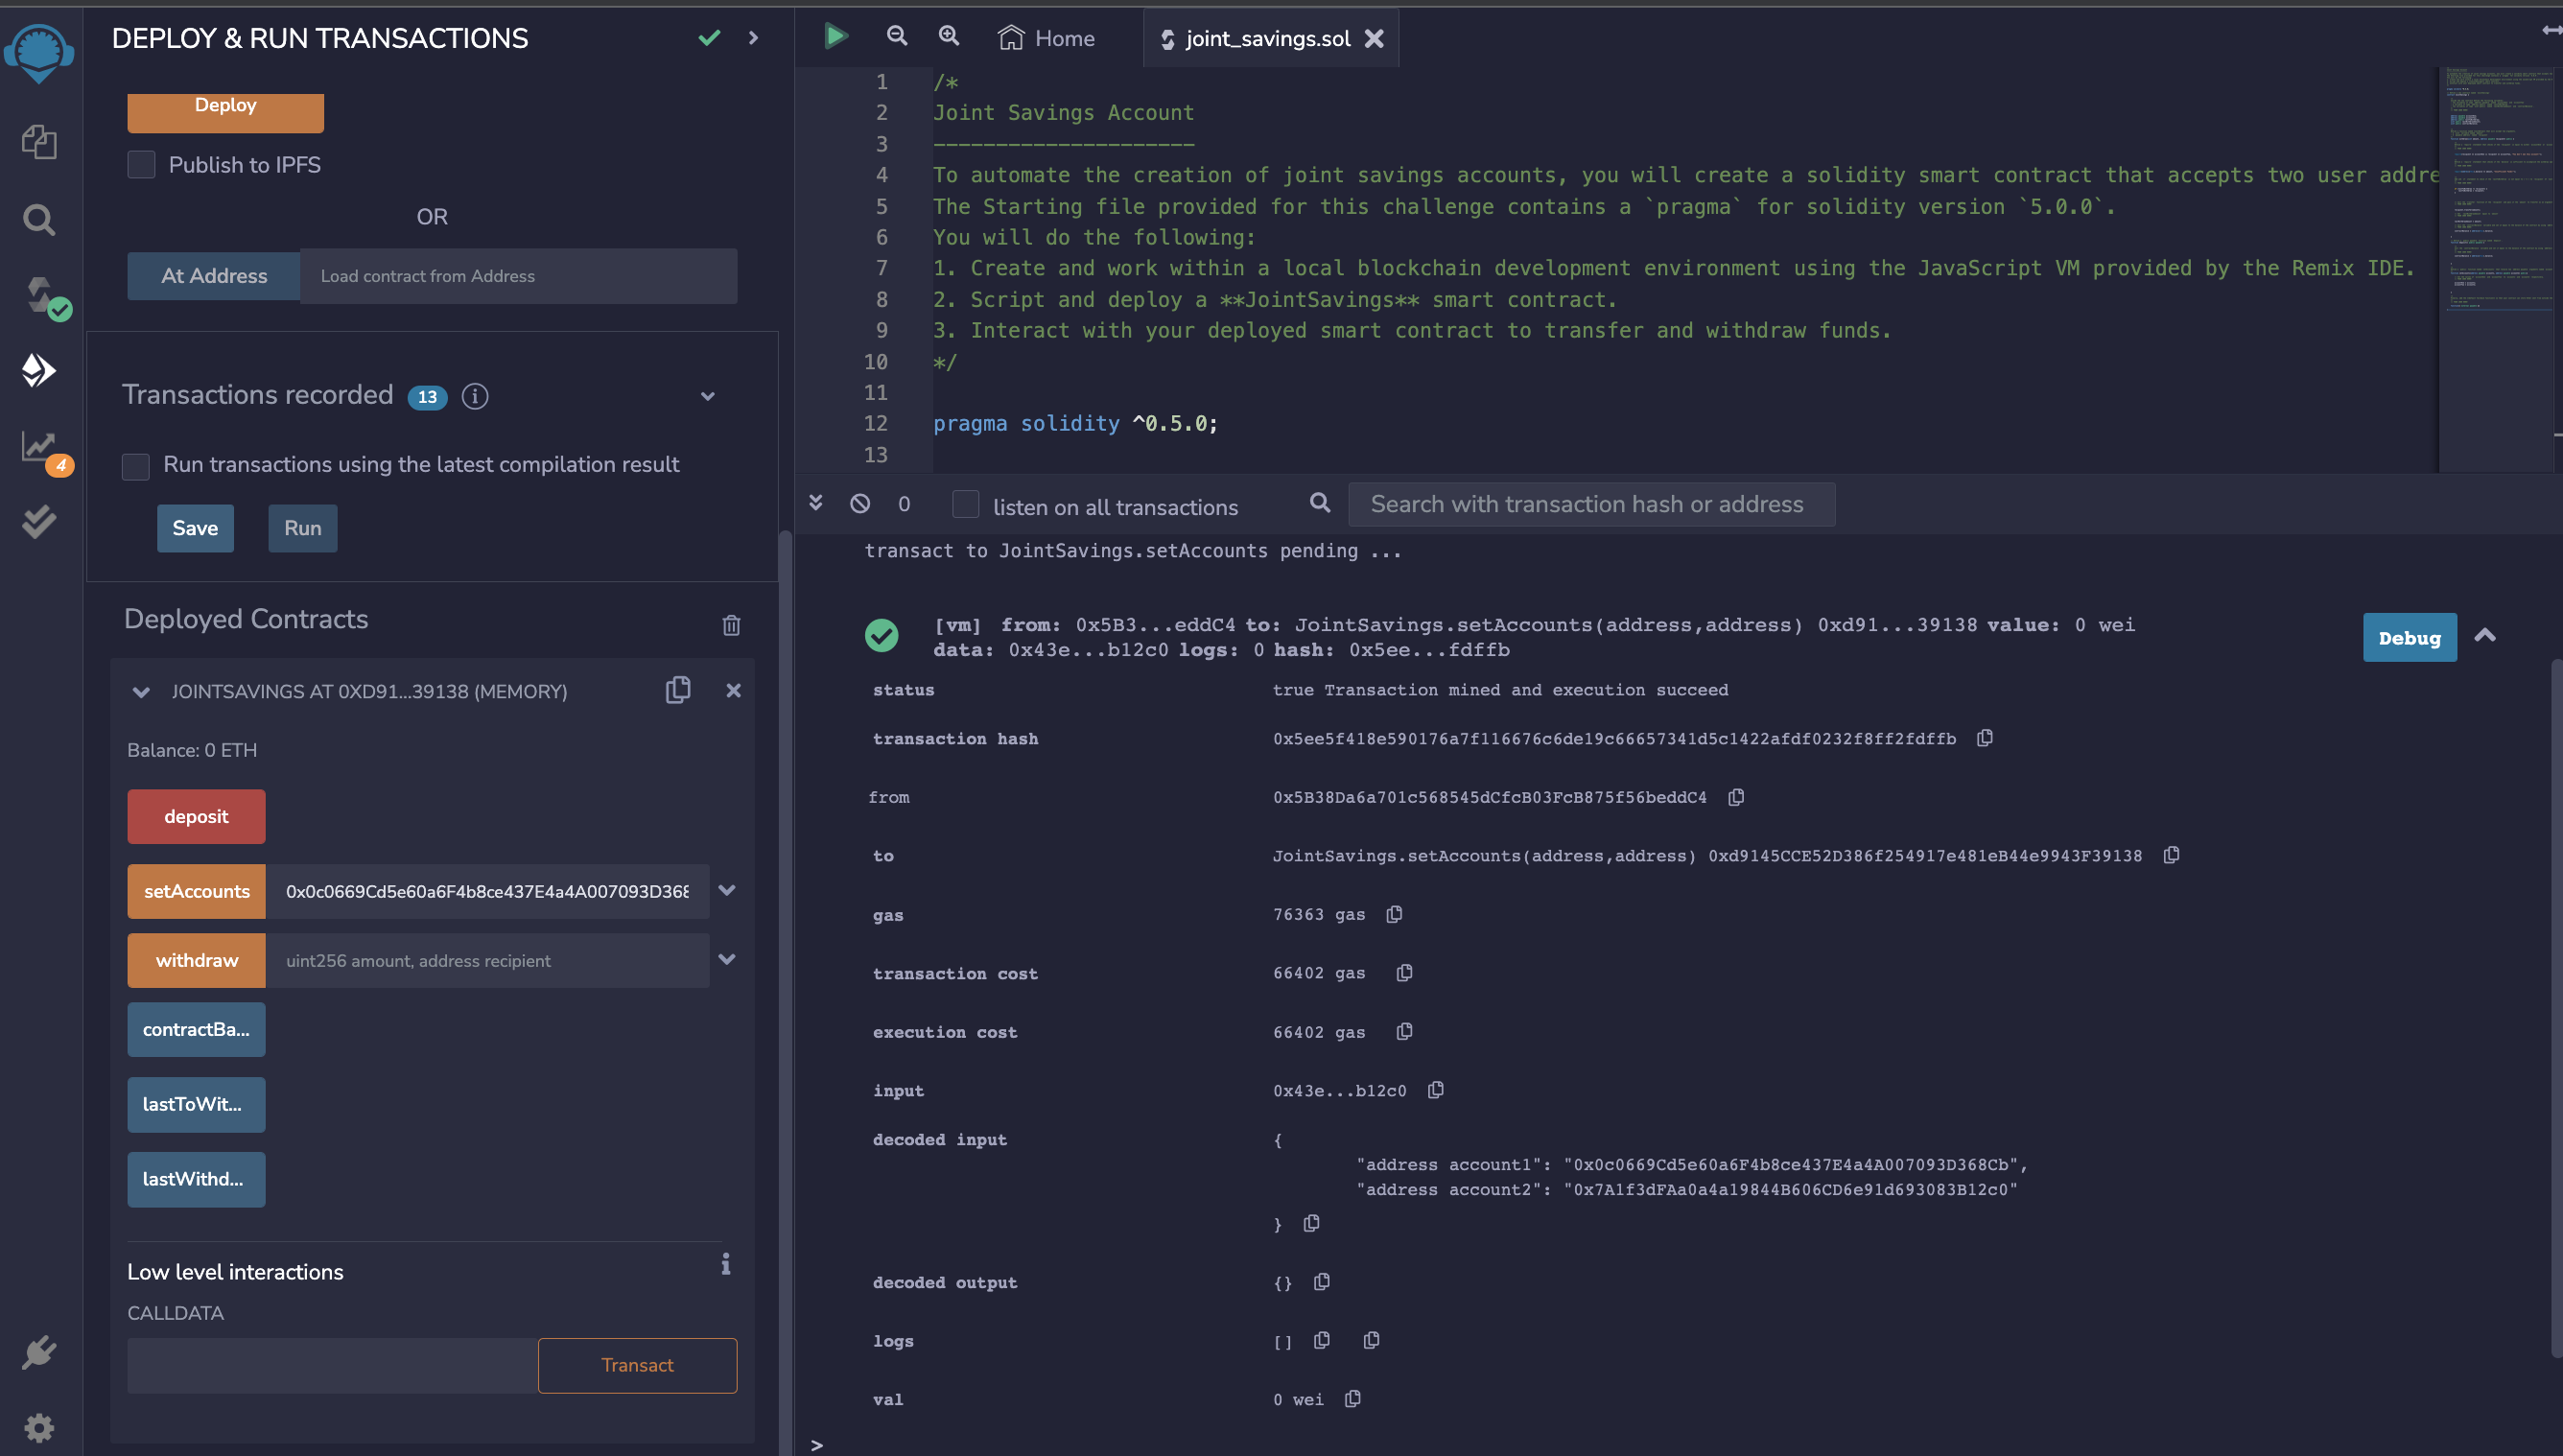 DEPLOY & RUN TRANSACTIONS
Deploy
Publish to IPFS
OR
At Address
Load contract from Address
4
Transactions recorded 13
Run transactions using the latest compilation result
Save
Run
Deployed Contracts
JOINTSAVINGS AT 0XD91...39138 (MEMORY)
Balance: 0 ETH
deposit
setAccounts
0x0c0669Cd5e60a6F4b8ce437E4a4A007093D368
withdraw
uint256 amount, address recipient
contractBa...
lastToWit...
lastWithd...
Low level interactions
CALLDATA
Transact
Home
joint_savings.sol
1 /*
2 Joint Savings Account
3 ---------------------
4 To automate the creation of joint savings accounts, you will create a solidity smart contract that accepts two user addre
5 The Starting file provided for this challenge contains a `pragma` for solidity version `5.0.0`.
6 You will do the following:
7 1. Create and work within a local blockchain development environment using the JavaScript VM provided by the Remix IDE.
8 2. Script and deploy a **JointSavings** smart contract.
9 3. Interact with your deployed smart contract to transfer and withdraw funds.
10 */
11
12 pragma solidity ^0.5.0;
13
0
listen on all transactions
Search with transaction hash or address
transact to JointSavings.setAccounts pending ...
[vm] from: 0x5B3...eddC4 to: JointSavings.setAccounts(address,address) 0xd91...39138 value: 0 wei
data: 0x43e...b12c0 logs: 0 hash: 0x5ee...fdffb
Debug
status true Transaction mined and execution succeed
transaction hash 0x5ee5f418e590176a7f116676c6de19c66657341d5c1422afdf0232f8ff2fdffb
from 0x5B38Da6a701c568545dCfcB03FcB875f56beddC4
to JointSavings.setAccounts(address,address) 0xd9145CCE52D386f254917e481eB44e9943F39138
gas 76363 gas
transaction cost 66402 gas
execution cost 66402 gas
input 0x43e...b12c0
decoded input {
"address account1": "0x0c0669Cd5e60a6F4b8ce437E4a4A007093D368Cb",
"address account2": "0x7A1f3dFAa0a4a19844B606CD6e91d693083B12c0"
}
decoded output {}
logs []
val 0 wei
>